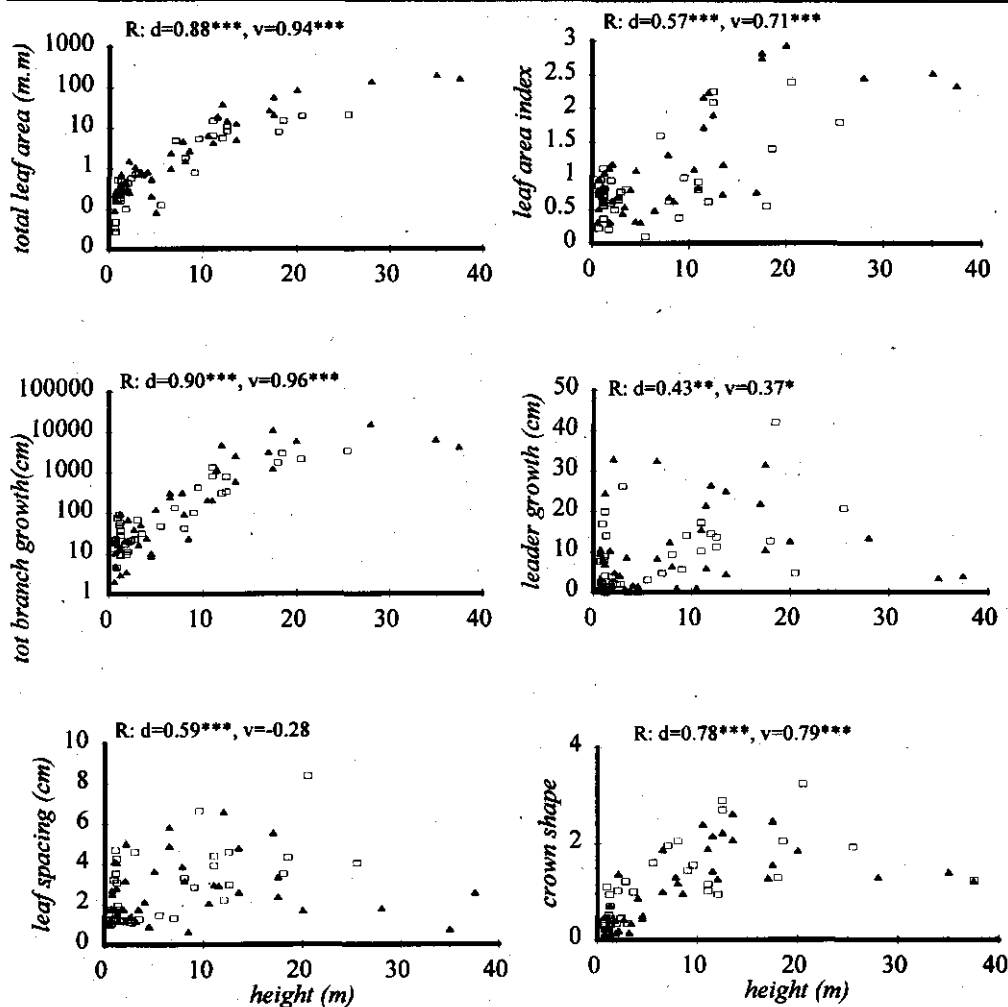 R: d=0.88***, v=0.94***
total leaf area (m.m)
1000
100
10
1
0
0
0 10 20 30 40
R: d=0.57***, v=0.71***
leaf area index
3
2.5
2
1.5
1
0.5
0
0 10 20 30 40
R: d=0.90***, v=0.96***
tot branch growth(cm)
100000
10000
1000
100
10
1
0 10 20 30 40
R: d=0.43**, v=0.37*
leader growth (cm)
50
40
30
20
10
0
0 10 20 30 40
R: d=0.59***, v=-0.28
leaf spacing (cm)
10
8
6
4
2
0
0 10 20 30 40
height (m)
R: d=0.78***, v=0.79***
crown shape
4
2
0
0 10 20 30 40
height (m)